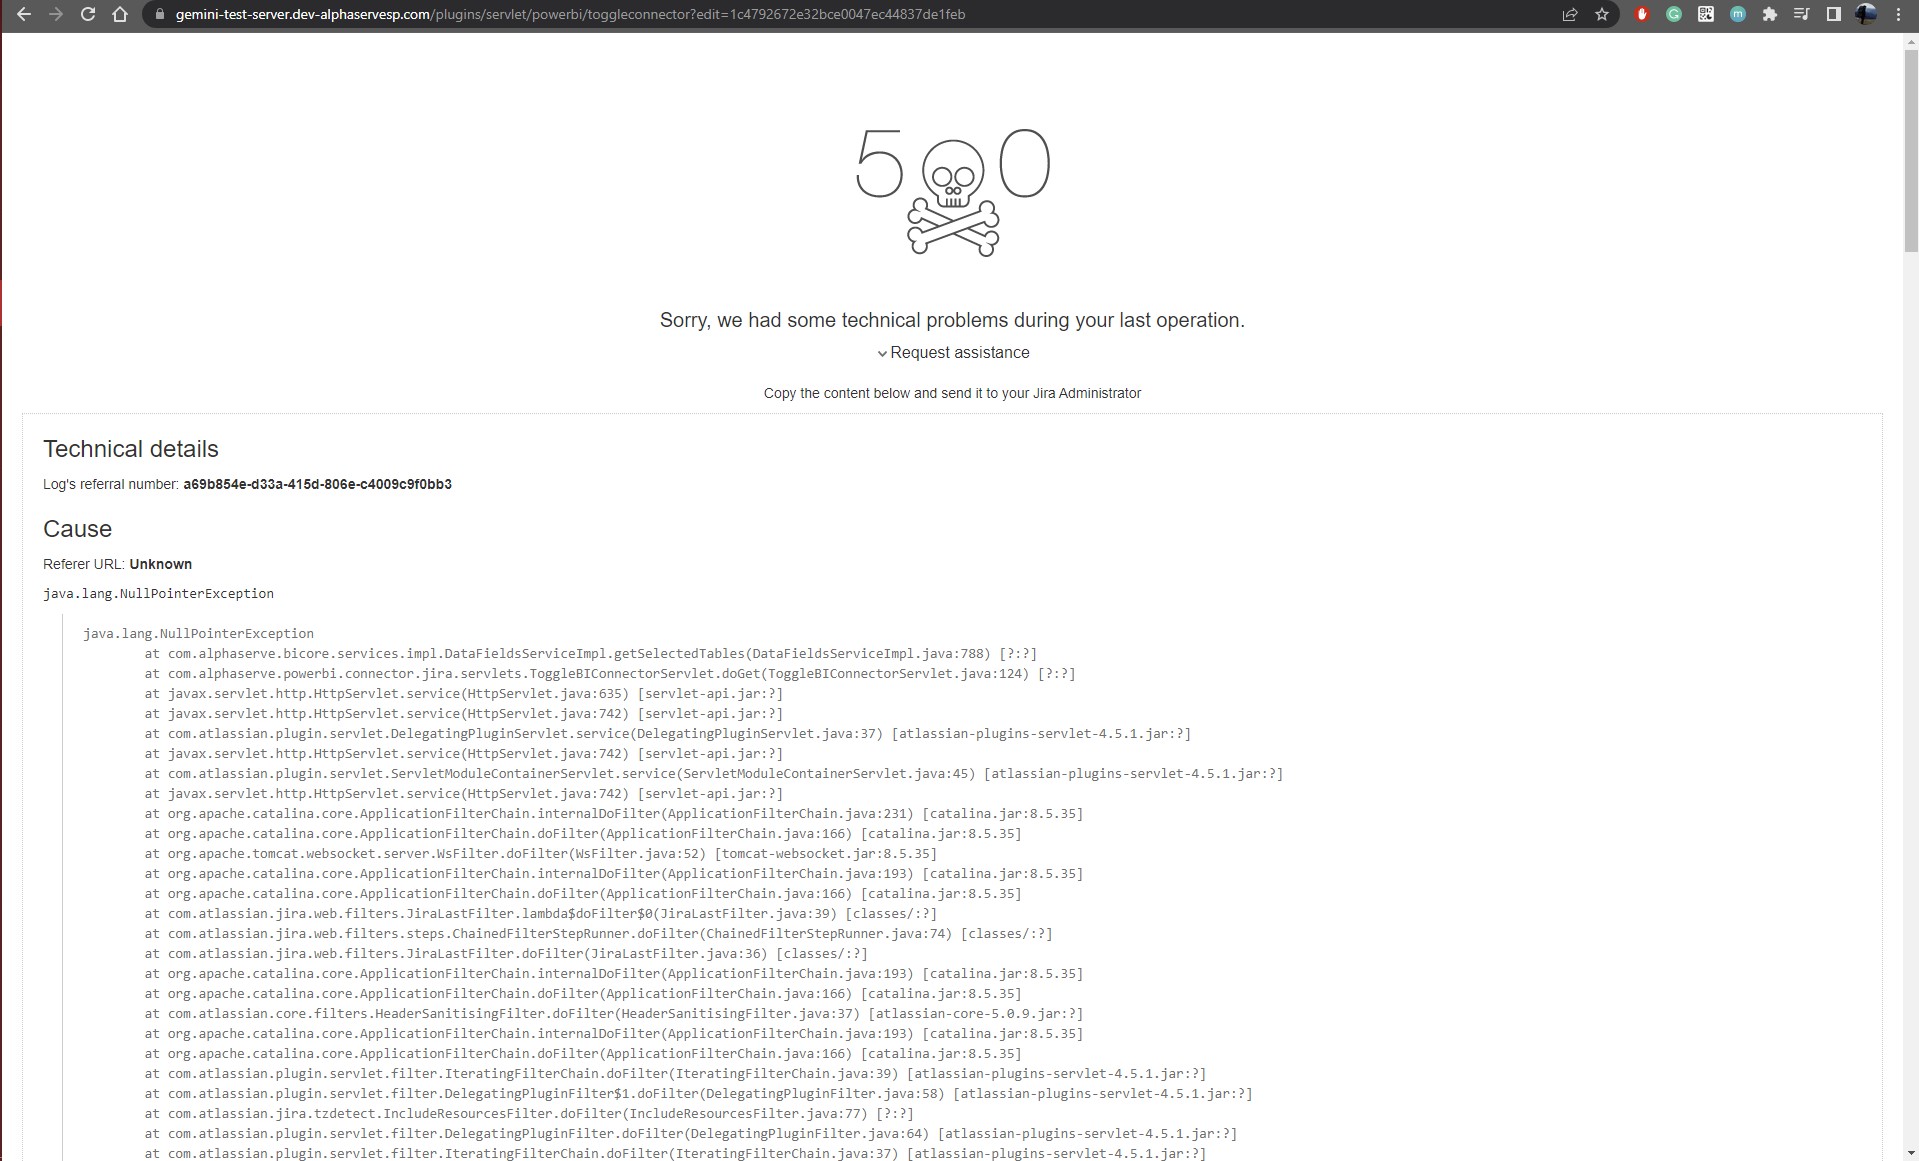 gemini-test-server.dev-alphaservesp.com/plugins/servlet/powerbi/toggleconnector?edit=1c4792672e32bce0047ec44837de1feb
500
Sorry, we had some technical problems during your last operation.
Request assistance
Copy the content below and send it to your Jira Administrator
Technical details
Log's referral number: a69b854e-d33a-415d-806e-c4009c9f0bb3
Cause
Referer URL: Unknown
java.lang.NullPointerException
java.lang.NullPointerException
at com.alphaserve.bicore.services.impl.DataFieldsServiceImpl.getSelectedTables(DataFieldsServiceImpl.java:788) [?:?]
at com.alphaserve.powerbi.connector.jira.servlets.ToggleBIConnectorServlet.doGet(ToggleBIConnectorServlet.java:124) [?:?]
at javax.servlet.http.HttpServlet.service(HttpServlet.java:635) [servlet-api.jar:?]
at javax.servlet.http.HttpServlet.service(HttpServlet.java:742) [servlet-api.jar:?]
at com.atlassian.plugin.servlet.DelegatingPluginServlet.service(DelegatingPluginServlet.java:37) [atlassian-plugins-servlet-4.5.1.jar:?]
at javax.servlet.http.HttpServlet.service(HttpServlet.java:742) [servlet-api.jar:?]
at com.atlassian.plugin.servlet.ServletModuleContainerServlet.service(ServletModuleContainerServlet.java:45) [atlassian-plugins-servlet-4.5.1.jar:?]
at javax.servlet.http.HttpServlet.service(HttpServlet.java:742) [servlet-api.jar:?]
at org.apache.catalina.core.ApplicationFilterChain.internalDoFilter(ApplicationFilterChain.java:231) [catalina.jar:8.5.35]
at org.apache.catalina.core.ApplicationFilterChain.doFilter(ApplicationFilterChain.java:166) [catalina.jar:8.5.35]
at org.apache.tomcat.websocket.server.WsFilter.doFilter(WsFilter.java:52) [tomcat-websocket.jar:8.5.35]
at org.apache.catalina.core.ApplicationFilterChain.internalDoFilter(ApplicationFilterChain.java:193) [catalina.jar:8.5.35]
at org.apache.catalina.core.ApplicationFilterChain.doFilter(ApplicationFilterChain.java:166) [catalina.jar:8.5.35]
at com.atlassian.jira.web.filters.JiraLastFilter.lambda$doFilter$0(JiraLastFilter.java:39) [classes/:?]
at com.atlassian.jira.web.filters.steps.ChainedFilterStepRunner.doFilter(ChainedFilterStepRunner.java:74) [classes/:?]
at com.atlassian.jira.web.filters.JiraLastFilter.doFilter(JiraLastFilter.java:36) [classes/:?]
at org.apache.catalina.core.ApplicationFilterChain.internalDoFilter(ApplicationFilterChain.java:193) [catalina.jar:8.5.35]
at org.apache.catalina.core.ApplicationFilterChain.doFilter(ApplicationFilterChain.java:166) [catalina.jar:8.5.35]
at com.atlassian.core.filters.HeaderSanitisingFilter.doFilter(HeaderSanitisingFilter.java:37) [atlassian-core-5.0.9.jar:?]
at org.apache.catalina.core.ApplicationFilterChain.internalDoFilter(ApplicationFilterChain.java:193) [catalina.jar:8.5.35]
at org.apache.catalina.core.ApplicationFilterChain.doFilter(ApplicationFilterChain.java:166) [catalina.jar:8.5.35]
at com.atlassian.plugin.servlet.filter.IteratingFilterChain.doFilter(IteratingFilterChain.java:39) [atlassian-plugins-servlet-4.5.1.jar:?]
at com.atlassian.plugin.servlet.filter.DelegatingPluginFilter$1.doFilter(DelegatingPluginFilter.java:58) [atlassian-plugins-servlet-4.5.1.jar:?]
at com.atlassian.jira.tzdetect.IncludeResourcesFilter.doFilter(IncludeResourcesFilter.java:77) [?:?]
at com.atlassian.plugin.servlet.filter.DelegatingPluginFilter.doFilter(DelegatingPluginFilter.java:64) [atlassian-plugins-servlet-4.5.1.jar:?]
at com.atlassian.plugin.servlet.filter.IteratingFilterChain.doFilter(IteratingFilterChain.java:37) [atlassian-plugins-servlet-4.5.1.jar:?]